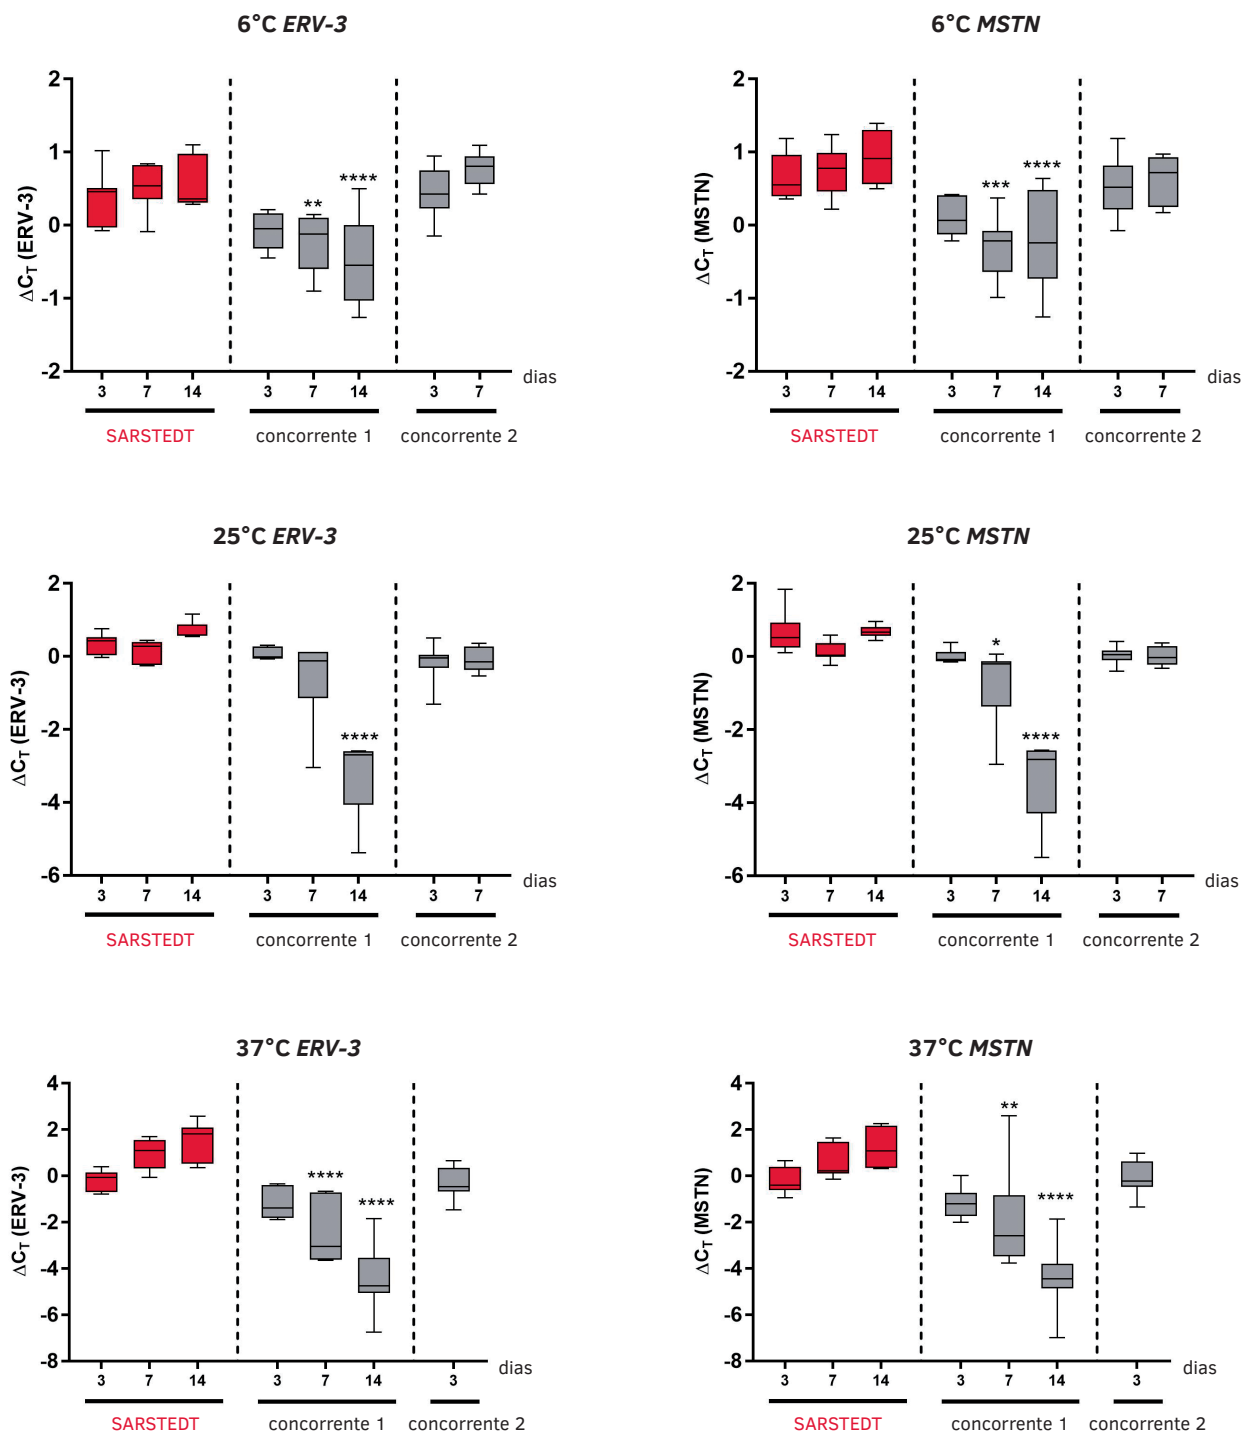 6°C ERV-3
2
1
0
-1
-2
ΔC_T (ERV-3)
**
****
3 7 14 3 7 14 3 7 dias
SARSTEDT concorrente 1 concorrente 2
6°C MSTN
2
1
0
-1
-2
ΔC_T (MSTN)
***
****
3 7 14 3 7 14 3 7 dias
SARSTEDT concorrente 1 concorrente 2
25°C ERV-3
2
0
-2
-4
-6
ΔC_T (ERV-3)
****
3 7 14 3 7 14 3 7 dias
SARSTEDT concorrente 1 concorrente 2
25°C MSTN
2
0
-2
-4
-6
ΔC_T (MSTN)
*
****
3 7 14 3 7 14 3 7 dias
SARSTEDT concorrente 1 concorrente 2
37°C ERV-3
4
2
0
-2
-4
-6
-8
ΔC_T (ERV-3)
****
****
3 7 14 3 7 14 3 dias
SARSTEDT concorrente 1 concorrente 2
37°C MSTN
4
2
0
-2
-4
-6
-8
ΔC_T (MSTN)
**
****
3 7 14 3 7 14 3 dias
SARSTEDT concorrente 1 concorrente 2